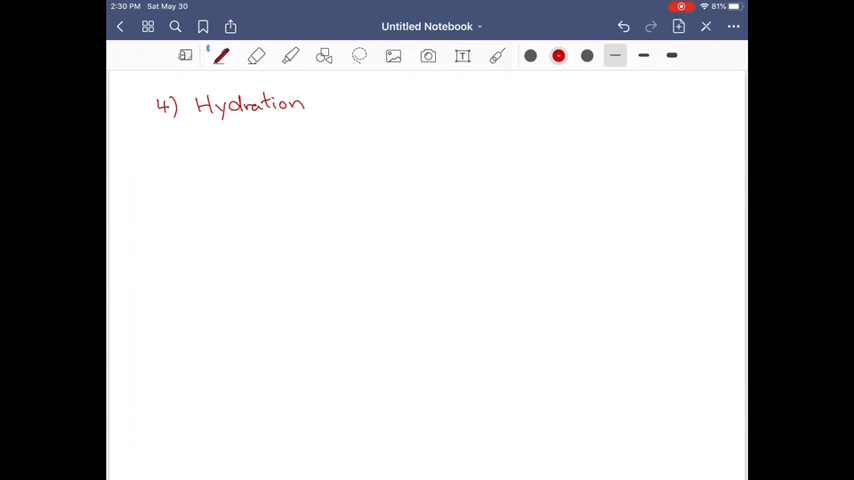 2:30 PM Sat May 30
81%
Untitled Notebook
T
4) Hydration